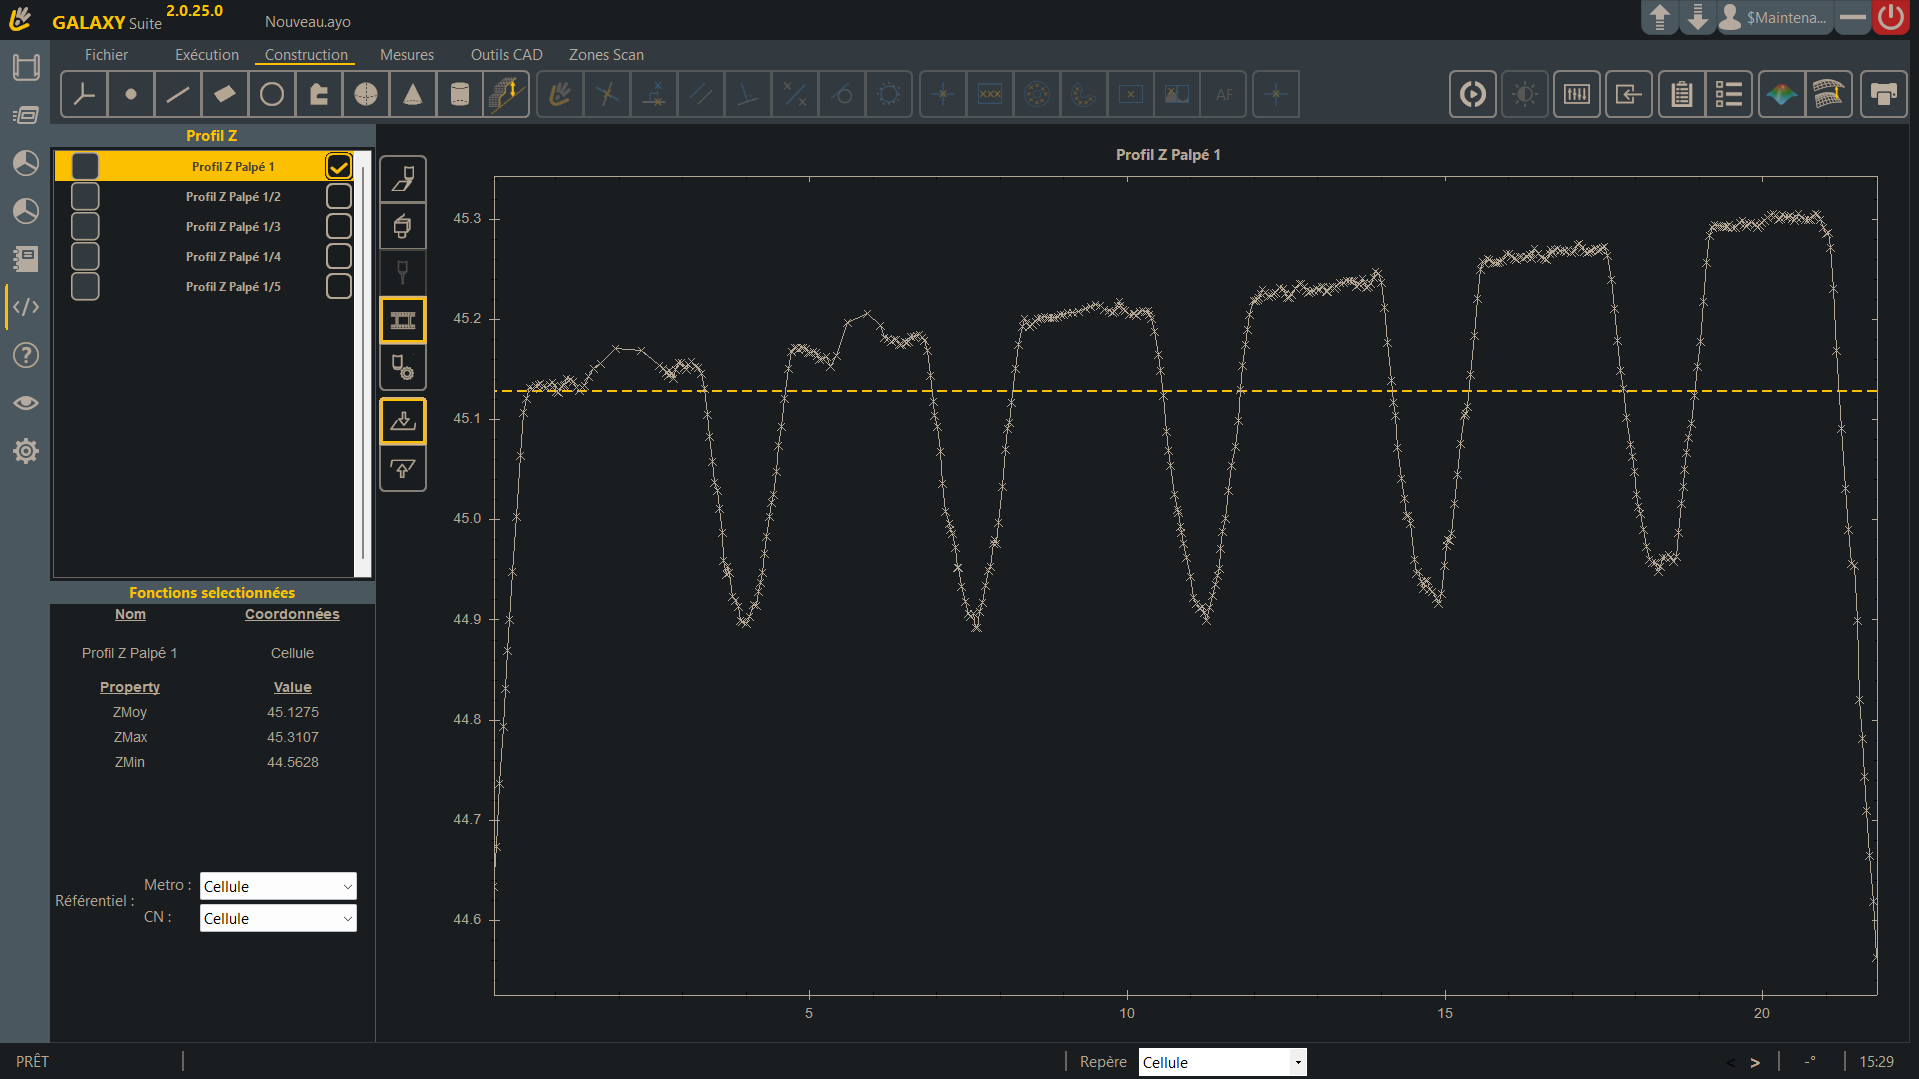 GALAXY Suite 2.0.25.0
Nouveau.ayo
$Maintena...
Fichier
Exécution
Construction
Mesures
Outils CAD
Zones Scan
AF
Profil Z
Profil Z Palpé 1
Profil Z Palpé 1/2
Profil Z Palpé 1/3
Profil Z Palpé 1/4
Profil Z Palpé 1/5
Fonctions selectionnées
Nom Coordonnées
Profil Z Palpé 1 Cellule
Property Value
ZMoy 45.1275
ZMax 45.3107
ZMin 44.5628
Référentiel :
Metro : Cellule
CN : Cellule
Profil Z Palpé 1
45.3
45.2
45.1
45.0
44.9
44.8
44.7
44.6
5 10 15 20
PRÊT
Repère Cellule
< >
-°
15:29